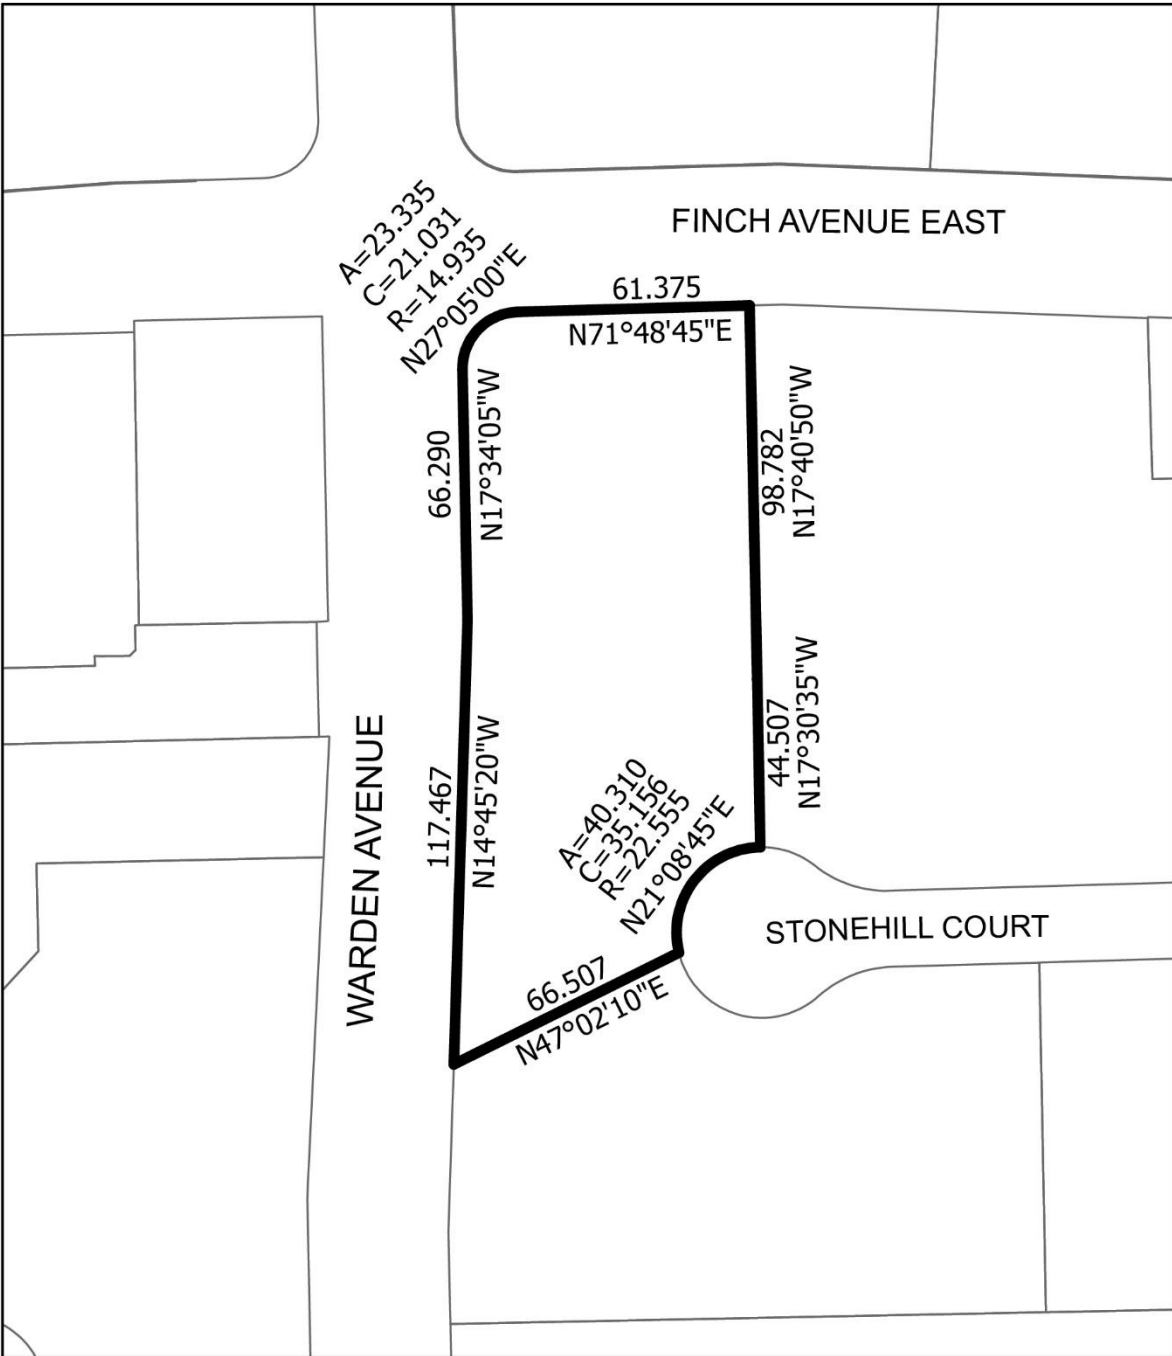 FINCH AVENUE EAST
A=23.335
C=21.031
R=14.935
N27°05'00"E
61.375
N71°48'45"E
66.290
N17°34'05"W
98.782
N17°40'50"W
44.507
N17°30'35"W
WARDEN AVENUE
117.467
N14°45'20"W
A=40.310
C=35.156
R=22.555
N21°08'45"E
STONEHILL COURT
66.507
N47°02'10"E